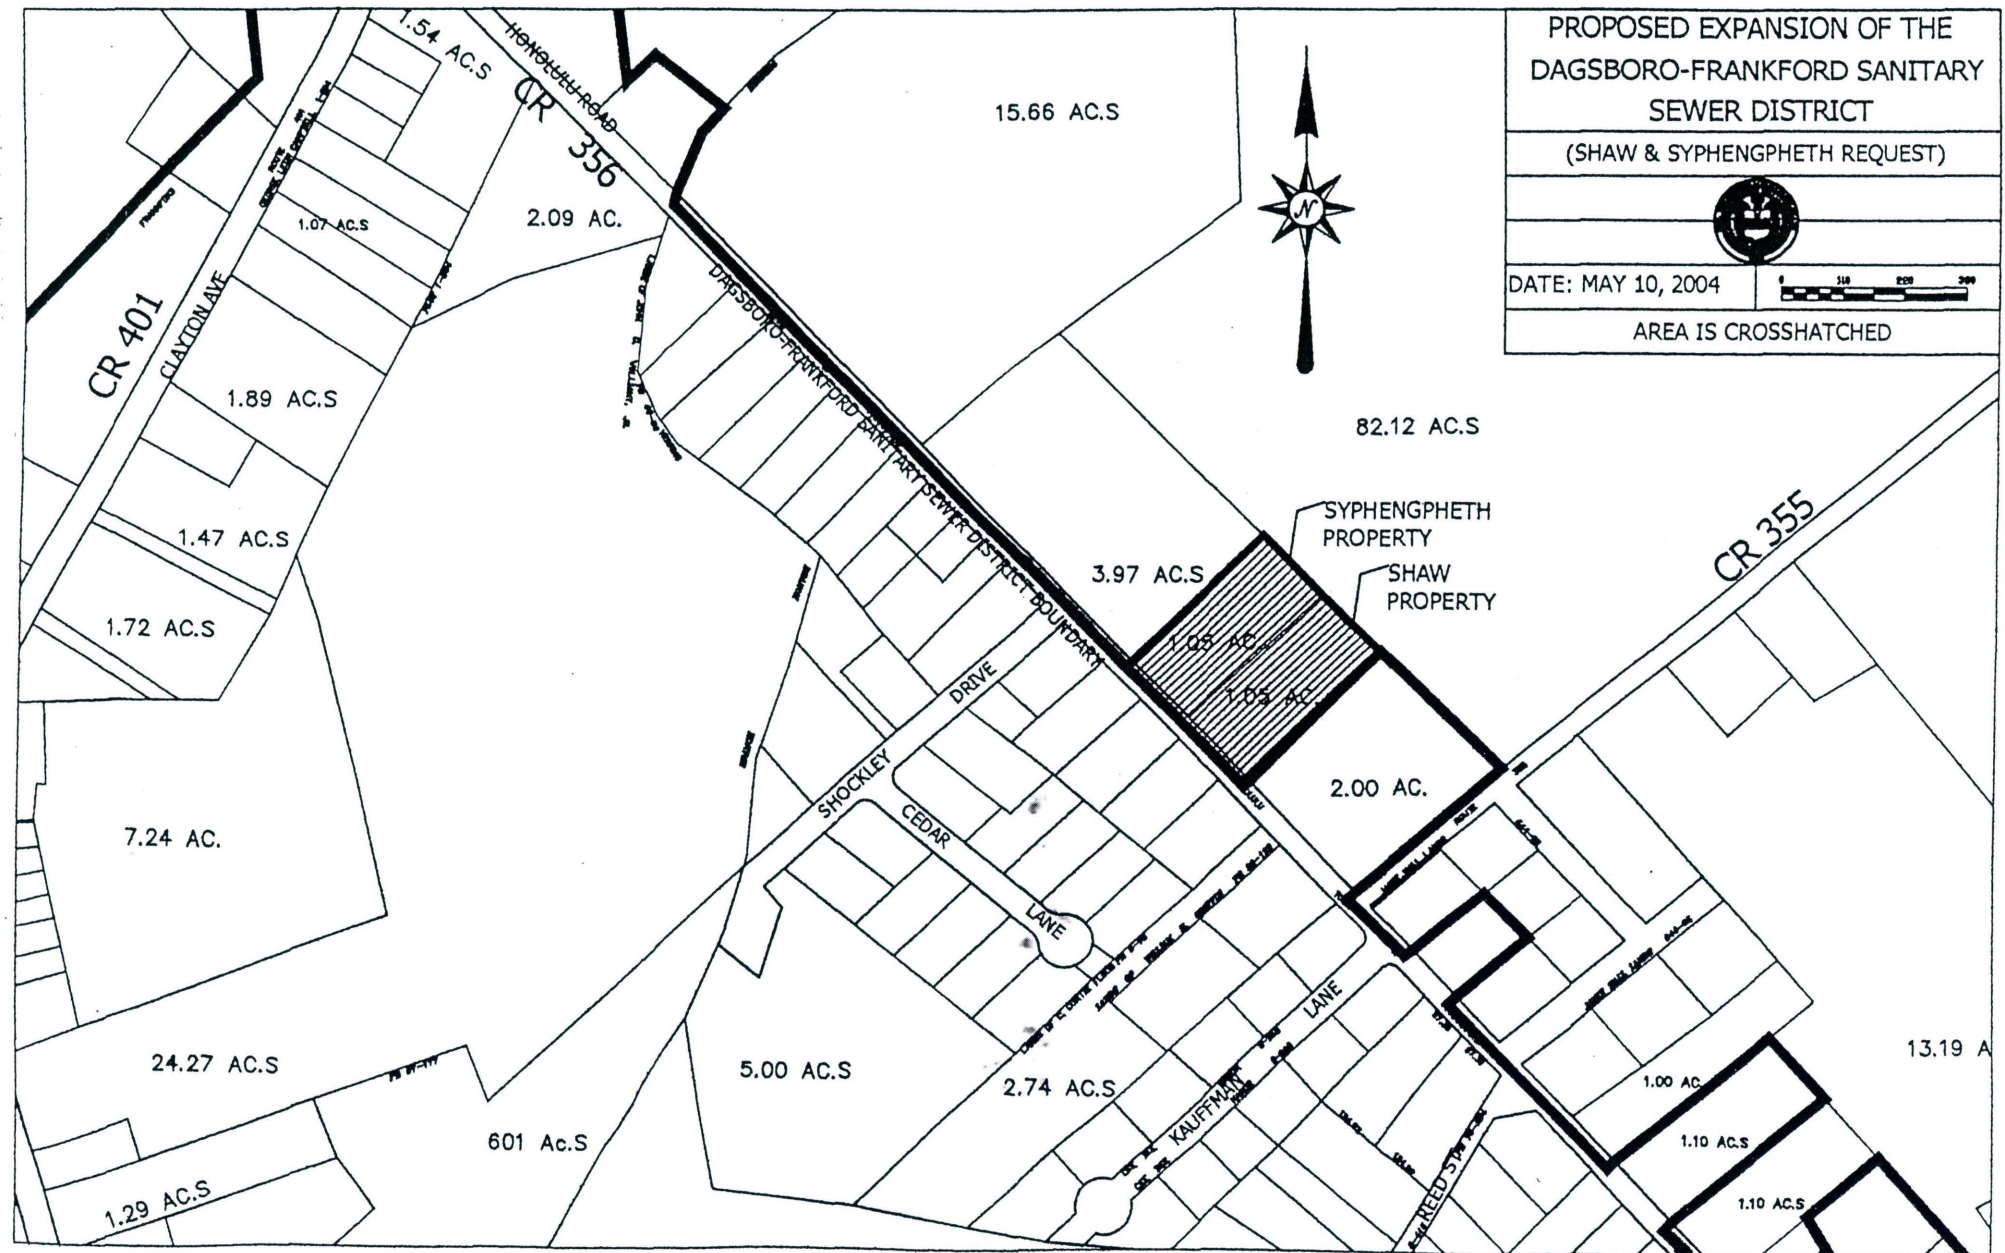 PROPOSED EXPANSION OF THE
DAGSBORO-FRANKFORD SANITARY
SEWER DISTRICT
(SHAW & SYPHENGPHETH REQUEST)
DATE: MAY 10, 2004
0 110 220
AREA IS CROSSHATCHED
N
1.54 AC.S
HONOLULU ROAD
CR 356
15.66 AC.S
1.07 AC.S
2.09 AC.
CR 401
CLAYTON AVE
DAGSBORO-FRANKFORD SANITARY SEWER DISTRICT BOUNDARY
1.89 AC.S
82.12 AC.S
SYPHENGPHETH
PROPERTY
CR 355
1.47 AC.S
3.97 AC.S
SHAW
PROPERTY
1.72 AC.S
1.05 AC.
1.05 AC.
SHOCKLEY DRIVE
2.00 AC.
7.24 AC.
CEDAR LANE
KAUFFMAN LANE
24.27 AC.S
5.00 AC.S
2.74 AC.S
13.19 A
1.00 AC.
601 Ac.S
1.10 AC.S
1.29 AC.S
REED ST
1.10 AC.S